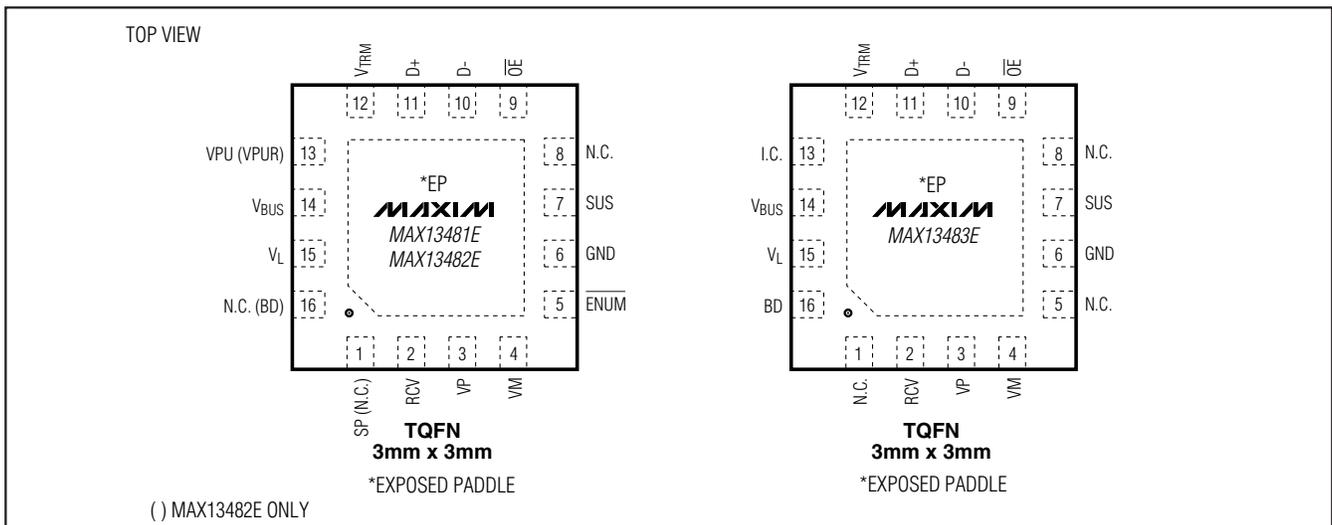 TOP VIEW
VTRM D+ D- OE
12 11 10 9
VPU (VPUR) 13
VBUS 14
VL 15
N.C. (BD) 16
*EP
MAXIM
MAX13481E
MAX13482E
8 N.C.
7 SUS
6 GND
5 ENUM
1 2 3 4
SP (N.C.) RCV VP VM
TQFN
3mm x 3mm
*EXPOSED PADDLE
( ) MAX13482E ONLY
VTRM D+ D- OE
12 11 10 9
I.C. 13
VBUS 14
VL 15
BD 16
*EP
MAXIM
MAX13483E
8 N.C.
7 SUS
6 GND
5 N.C.
1 2 3 4
N.C. RCV VP VM
TQFN
3mm x 3mm
*EXPOSED PADDLE